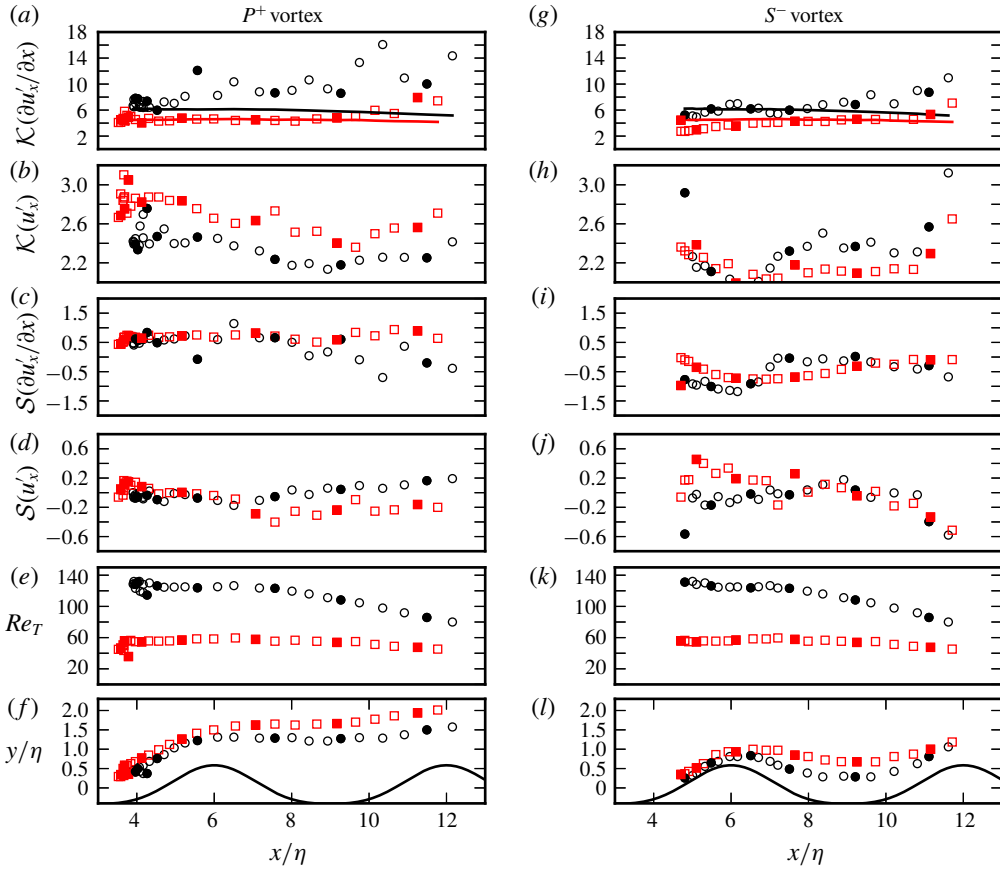 P⁺ vortex
(a)
K(∂u′ₓ/∂x)
18
14
10
6
2
(b)
K(u′ₓ)
3.0
2.6
2.2
(c)
S(∂u′ₓ/∂x)
1.5
0.5
−0.5
−1.5
(d)
S(u′ₓ)
0.6
0.2
−0.2
−0.6
(e)
Re_T
140
100
60
20
(f)
y/η
2.0
1.5
1.0
0.5
0
4 6 8 10 12
x/η
S⁻ vortex
(g)
K(∂u′ₓ/∂x)
18
14
10
6
2
(h)
K(u′ₓ)
3.0
2.6
2.2
(i)
S(∂u′ₓ/∂x)
1.5
0.5
−0.5
−1.5
(j)
S(u′ₓ)
0.6
0.2
−0.2
−0.6
(k)
140
100
60
20
(l)
2.0
1.5
1.0
0.5
0
4 6 8 10 12
x/η